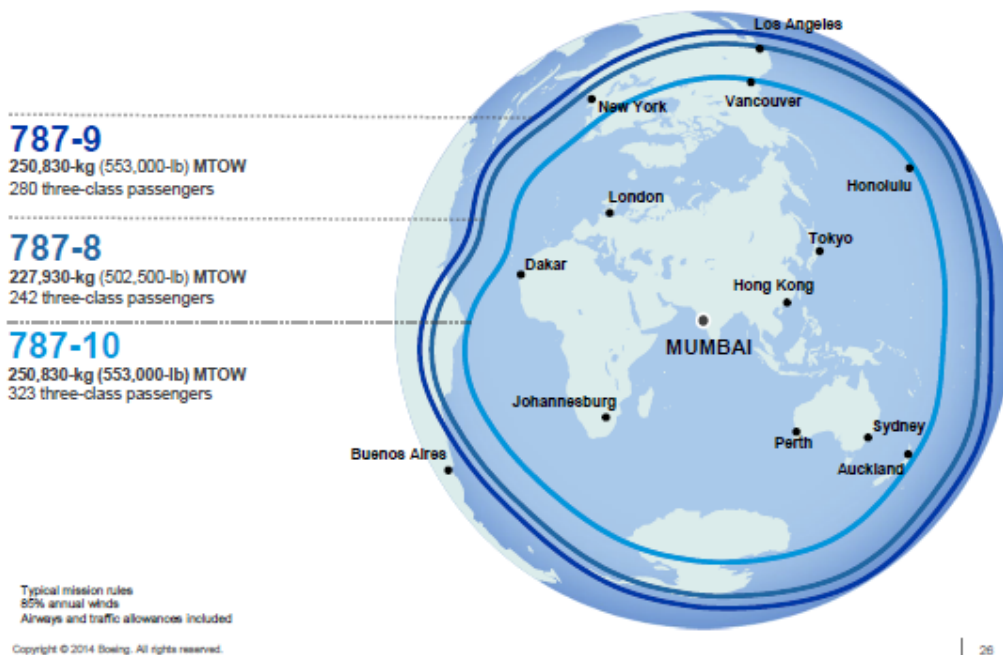 787-9
250,830-kg (553,000-lb) MTOW
280 three-class passengers
787-8
227,930-kg (502,500-lb) MTOW
242 three-class passengers
787-10
250,830-kg (553,000-lb) MTOW
323 three-class passengers
Los Angeles
New York
Vancouver
Honolulu
London
Tokyo
Dakar
Hong Kong
MUMBAI
Johannesburg
Perth
Sydney
Auckland
Buenos Aires
Typical mission rules
85% annual winds
Airways and traffic allowances included
Copyright © 2014 Boeing. All rights reserved.
26